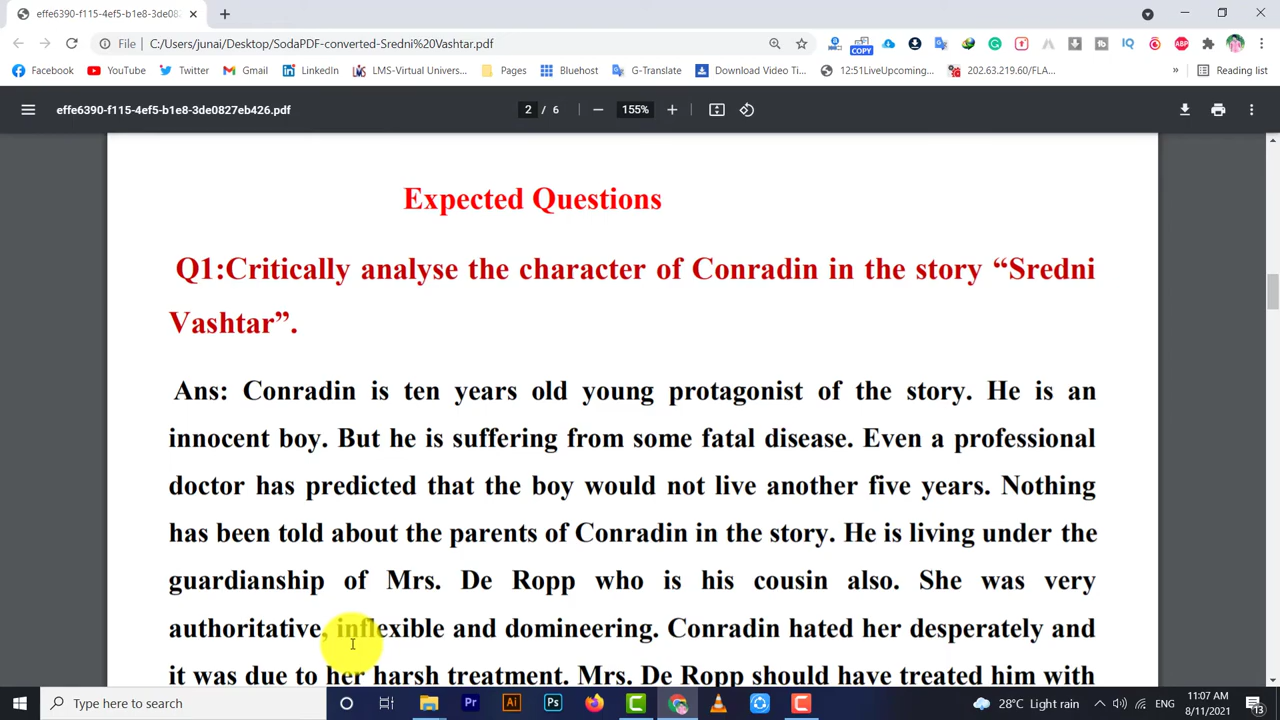 effe6390-f115-4ef5-b1e8-3de082
File C:/Users/junai/Desktop/SodaPDF-converted-Sredni%20Vashtar.pdf
COPY
ABP
Facebook YouTube Twitter Gmail LinkedIn LMS-Virtual Univers... Pages Bluehost G-Translate Download Video Ti... 12:51LiveUpcoming... 202.63.219.60/FLA... » Reading list
effe6390-f115-4ef5-b1e8-3de0827eb426.pdf 2 / 6 155%
Expected Questions
Q1:Critically analyse the character of Conradin in the story “Sredni
Vashtar”.
Ans: Conradin is ten years old young protagonist of the story. He is an
innocent boy. But he is suffering from some fatal disease. Even a professional
doctor has predicted that the boy would not live another five years. Nothing
has been told about the parents of Conradin in the story. He is living under the
guardianship of Mrs. De Ropp who is his cousin also. She was very
authoritative, inflexible and domineering. Conradin hated her desperately and
it was due to her harsh treatment. Mrs. De Ropp should have treated him with
Type here to search
Pr Ai Ps
28°C Light rain ENG
11:07 AM
8/11/2021
13